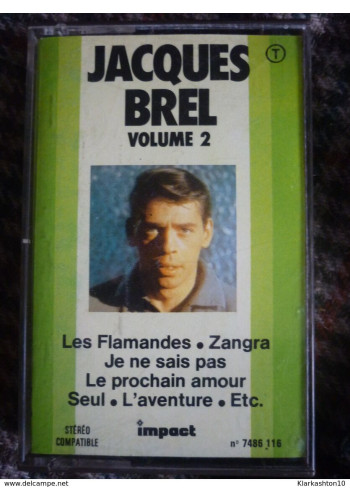 JACQUES
T
BREL
VOLUME 2
Les Flamandes • Zangra
Je ne sais pas
Le prochain amour
Seul • L'aventure • Etc.
STÉRÉO
COMPATIBLE
impact
n° 7486 116
klarkashton10 | delcampe.net